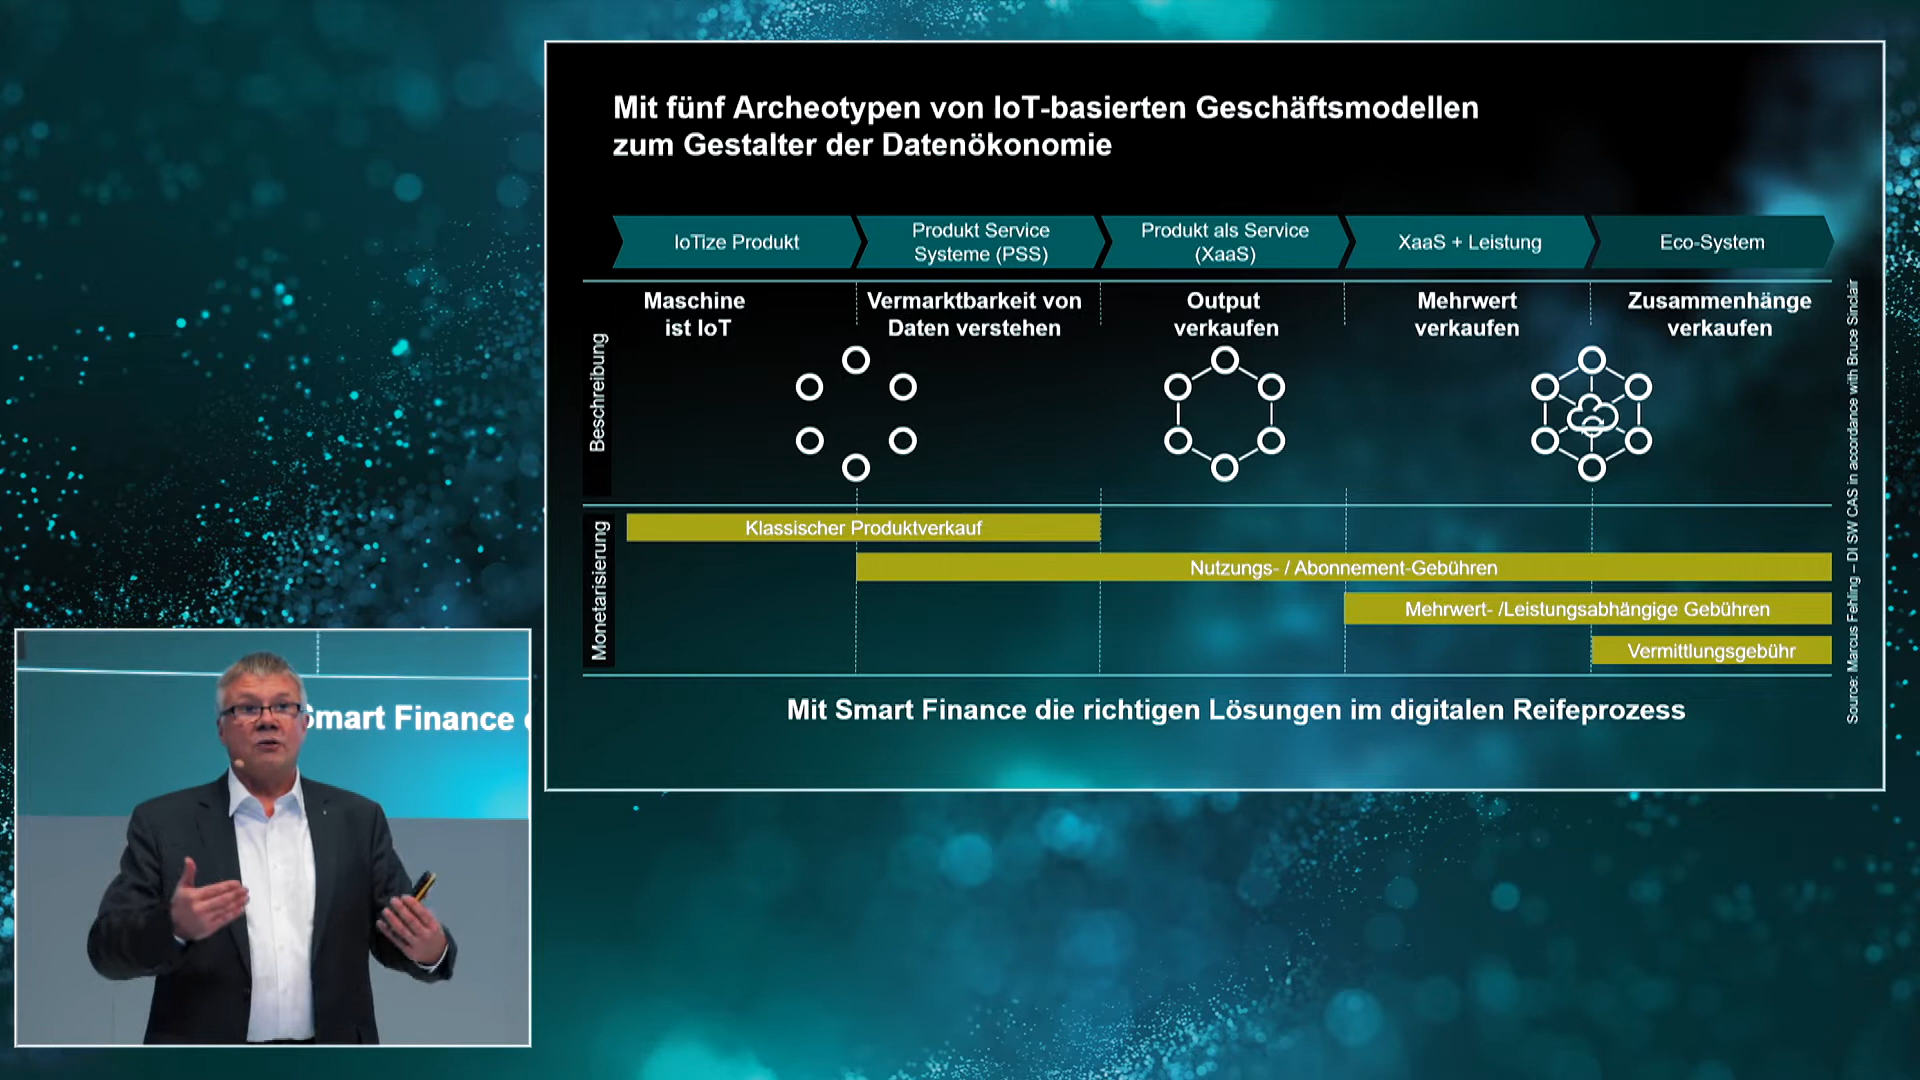 Mit fünf Archeotypen von IoT-basierten Geschäftsmodellen
zum Gestalter der Datenökonomie
IoTize Produkt
Produkt Service
Systeme (PSS)
Produkt als Service
(XaaS)
XaaS + Leistung
Eco-System
Beschreibung
Maschine
ist IoT
Vermarktbarkeit von
Daten verstehen
Output
verkaufen
Mehrwert
verkaufen
Zusammenhänge
verkaufen
Monetarisierung
Klassischer Produktverkauf
Nutzungs- / Abonnement-Gebühren
Mehrwert- /Leistungsabhängige Gebühren
Vermittlungsgebühr
Mit Smart Finance die richtigen Lösungen im digitalen Reifeprozess
Source: Marcus Fehling – DI SW CAS in accordance with Bruce Sinclair
Smart Finance